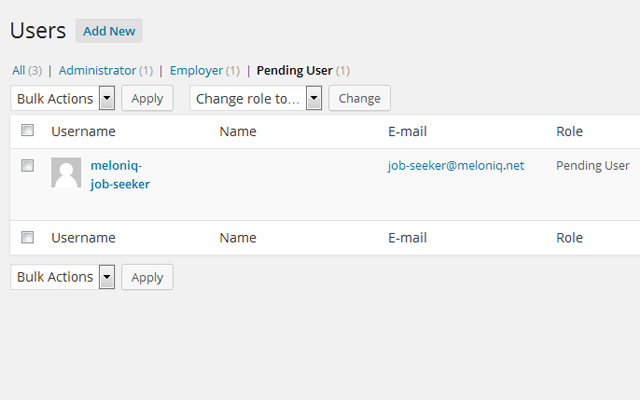 Users Add New
All (3) | Administrator (1) | Employer (1) | Pending User (1)
Bulk Actions Apply Change role to... Change
Username Name E-mail Role
meloniq- job-seeker@meloniq.net Pending User
job-seeker
Username Name E-mail Role
Bulk Actions Apply